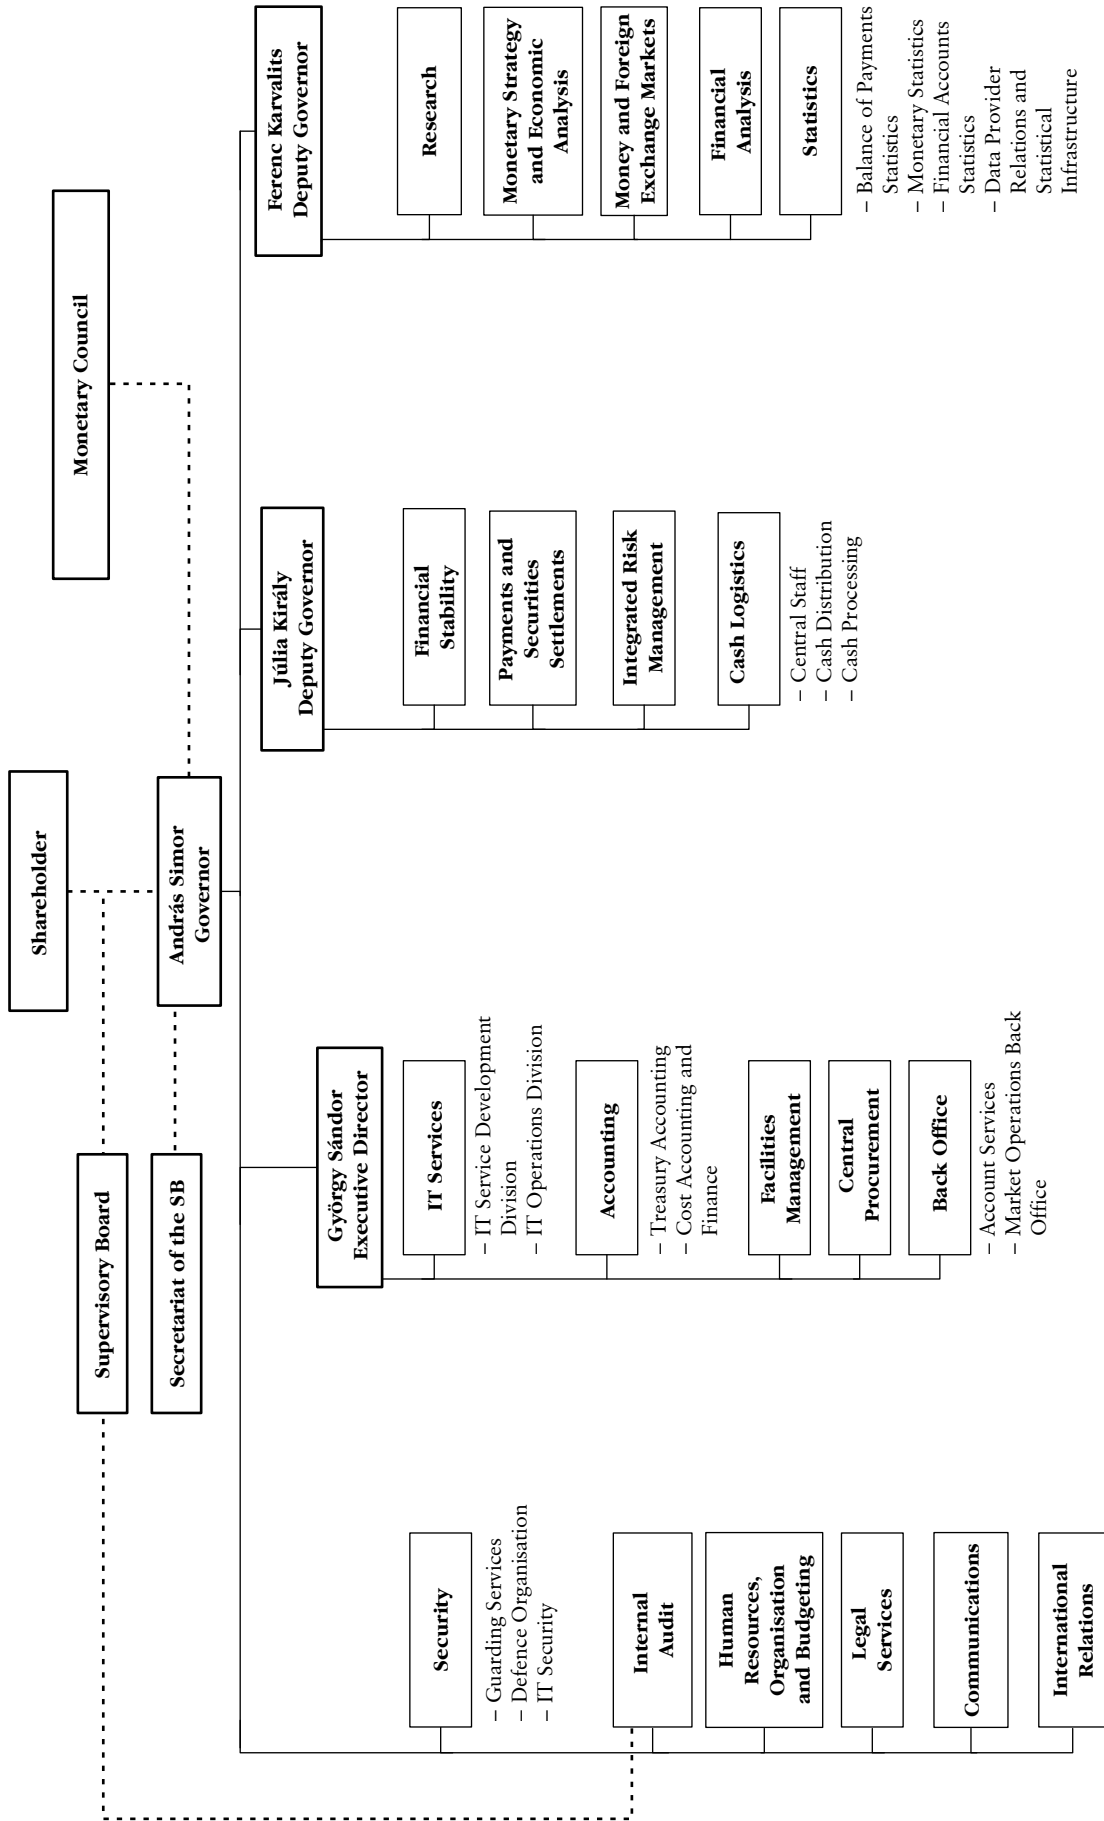 Shareholder
Monetary Council
Supervisory Board
Secretariat of the SB
András Simor
Governor
Security
– Guarding Services
– Defence Organisation
– IT Security
Internal
Audit
Human
Resources,
Organisation
and Budgeting
Legal
Services
Communications
International
Relations
György Sándor
Executive Director
IT Services
– IT Service Development
Division
– IT Operations Division
Accounting
– Treasury Accounting
– Cost Accounting and
Finance
Facilities
Management
Central
Procurement
Back Office
– Account Services
– Market Operations Back
Office
Júlia Király
Deputy Governor
Financial
Stability
Payments and
Securities
Settlements
Integrated Risk
Management
Cash Logistics
– Central Staff
– Cash Distribution
– Cash Processing
Ferenc Karvalits
Deputy Governor
Research
Monetary Strategy
and Economic
Analysis
Money and Foreign
Exchange Markets
Financial
Analysis
Statistics
– Balance of Payments
Statistics
– Monetary Statistics
– Financial Accounts
Statistics
– Data Provider
Relations and
Statistical
Infrastructure